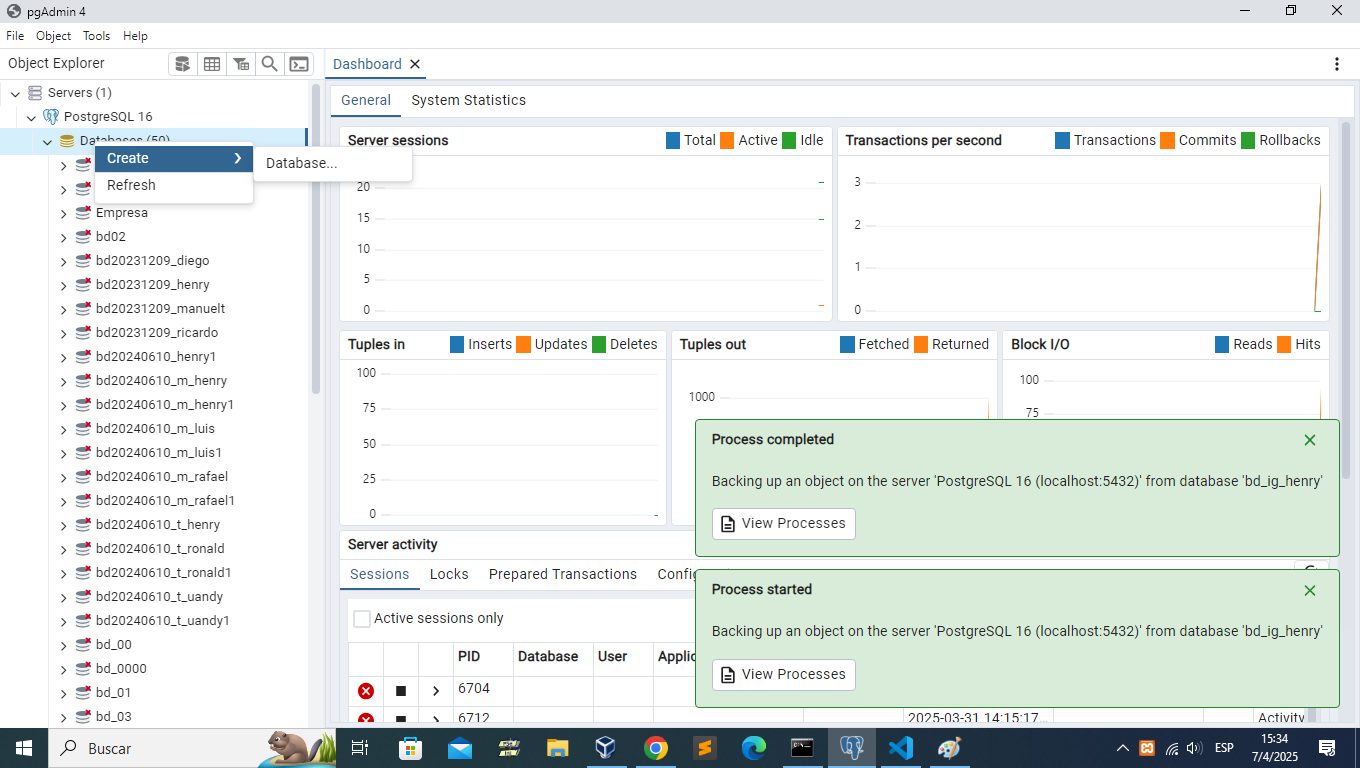 pgAdmin 4
File Object Tools Help
Object Explorer
Dashboard
Servers (1)
PostgreSQL 16
Databases (50)
Create
Database...
Refresh
Empresa
bd02
bd20231209_diego
bd20231209_henry
bd20231209_manuelt
bd20231209_ricardo
bd20240610_henry1
bd20240610_m_henry
bd20240610_m_henry1
bd20240610_m_luis
bd20240610_m_luis1
bd20240610_m_rafael
bd20240610_m_rafael1
bd20240610_t_henry
bd20240610_t_ronald
bd20240610_t_ronald1
bd20240610_t_uandy
bd20240610_t_uandy1
bd_00
bd_0000
bd_01
bd_03
General System Statistics
Server sessions Total Active Idle
20
15
10
5
0
Transactions per second Transactions Commits Rollbacks
3
2
1
0
Tuples in Inserts Updates Deletes
100
75
50
25
0
Tuples out Fetched Returned
1000
Block I/O Reads Hits
100
75
Process completed
Backing up an object on the server 'PostgreSQL 16 (localhost:5432)' from database 'bd_ig_henry'
View Processes
Server activity
Sessions Locks Prepared Transactions
Process started
Backing up an object on the server 'PostgreSQL 16 (localhost:5432)' from database 'bd_ig_henry'
View Processes
Active sessions only
PID Database User
6704
6712 2025-03-31 14:15:17... Activity
Buscar
ESP
15:34
7/4/2025